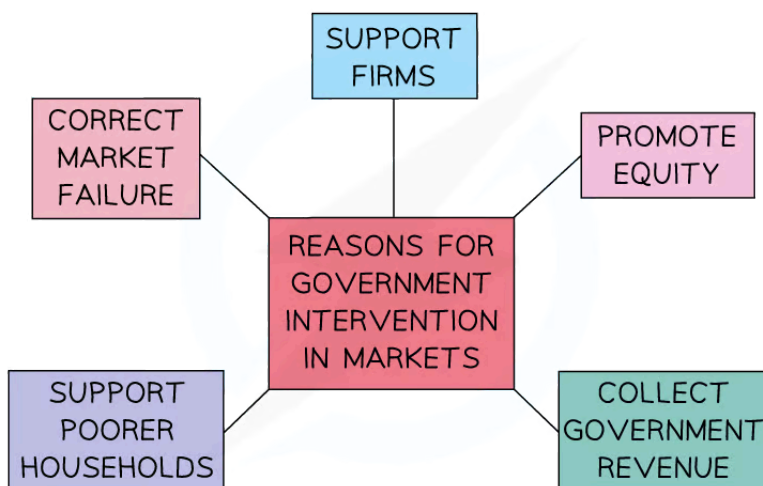 SUPPORT
FIRMS
CORRECT
MARKET
FAILURE
PROMOTE
EQUITY
REASONS FOR
GOVERNMENT
INTERVENTION
IN MARKETS
SUPPORT
POORER
HOUSEHOLDS
COLLECT
GOVERNMENT
REVENUE